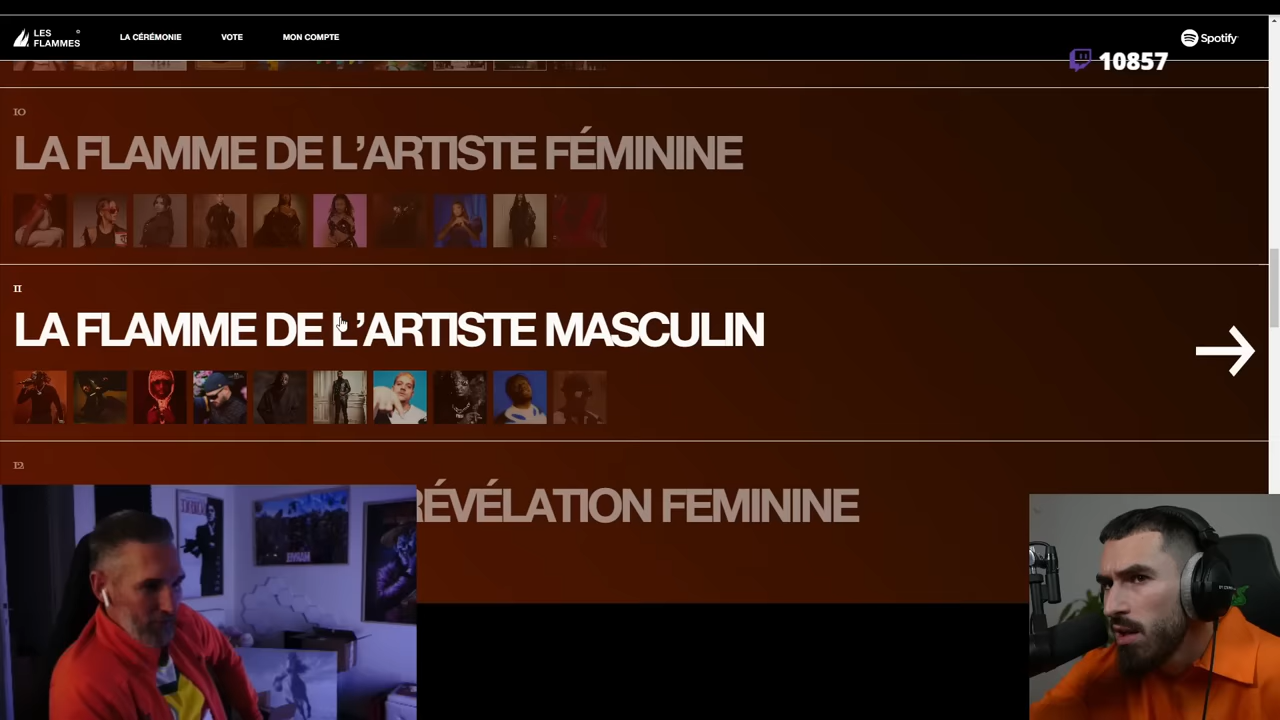 LES
FLAMMES
LA CÉRÉMONIE
VOTE
MON COMPTE
Spotify
10857
10
LA FLAMME DE L’ARTISTE FÉMININE
11
LA FLAMME DE L’ARTISTE MASCULIN
12
RÉVÉLATION FEMININE